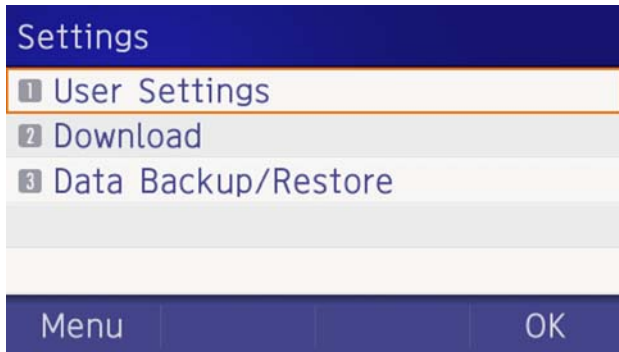 Settings
1 User Settings
2 Download
3 Data Backup/Restore
Menu OK